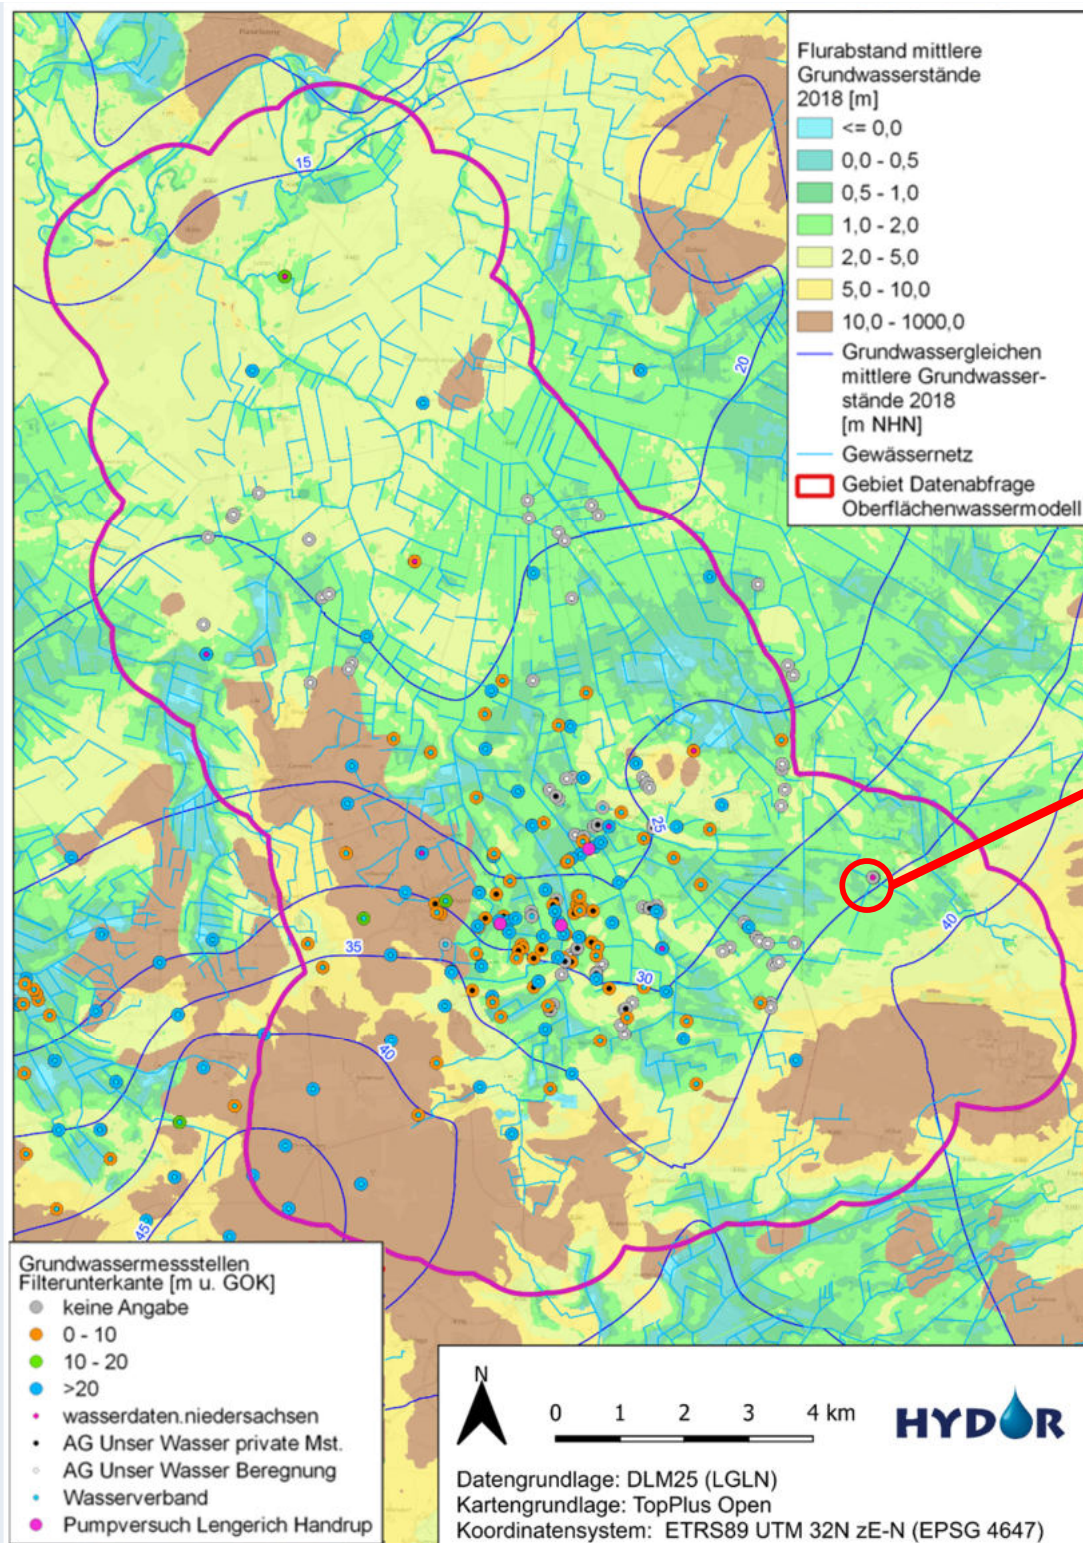 15
20
25
30
35
40
40
45
Flurabstand mittlere
Grundwasserstände
2018 [m]
<= 0,0
0,0 - 0,5
0,5 - 1,0
1,0 - 2,0
2,0 - 5,0
5,0 - 10,0
10,0 - 1000,0
Grundwassergleichen
mittlere Grundwasser-
stände 2018
[m NHN]
Gewässernetz
Gebiet Datenabfrage
Oberflächenwassermodell
Grundwassermessstellen
Filterunterkante [m u. GOK]
keine Angabe
0 - 10
10 - 20
>20
wasserdaten.niedersachsen
AG Unser Wasser private Mst.
AG Unser Wasser Beregnung
Wasserverband
Pumpversuch Lengerich Handrup
N
0 1 2 3 4 km
HYDOR
Datengrundlage: DLM25 (LGLN)
Kartengrundlage: TopPlus Open
Koordinatensystem: ETRS89 UTM 32N zE-N (EPSG 4647)